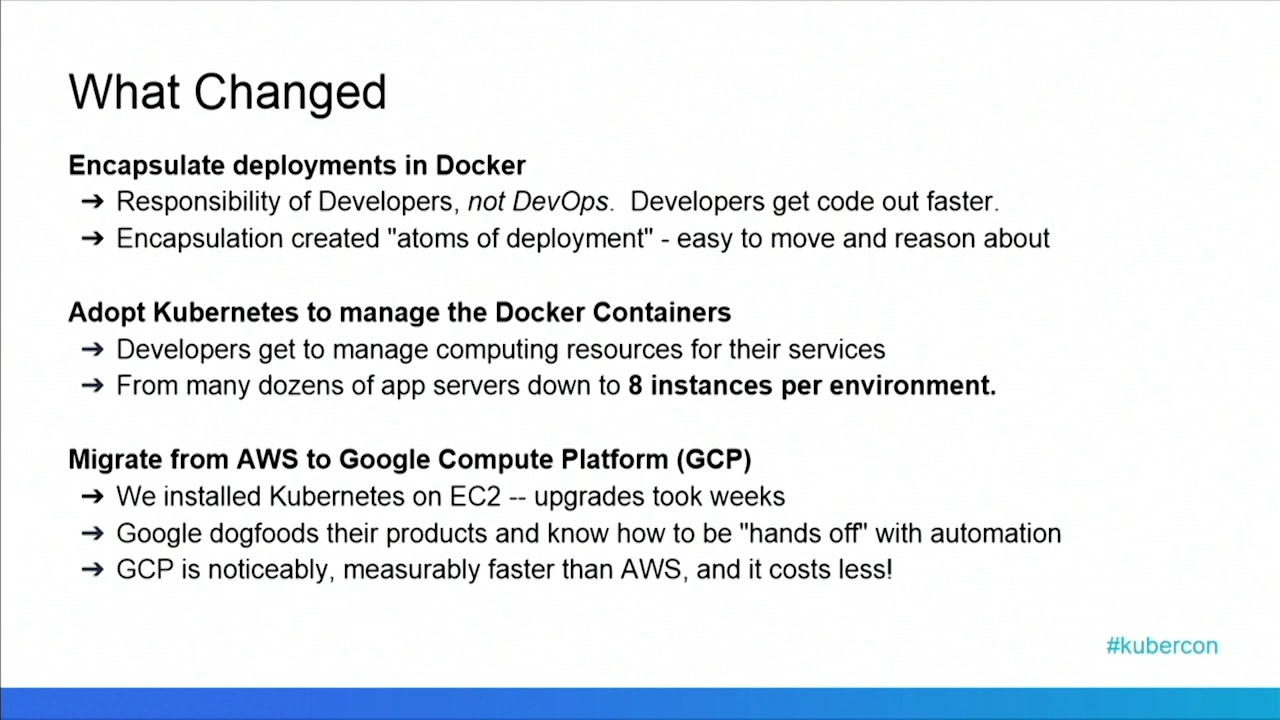 What Changed
Encapsulate deployments in Docker
➔ Responsibility of Developers, not DevOps.  Developers get code out faster.
➔ Encapsulation created "atoms of deployment" - easy to move and reason about
Adopt Kubernetes to manage the Docker Containers
➔ Developers get to manage computing resources for their services
➔ From many dozens of app servers down to 8 instances per environment.
Migrate from AWS to Google Compute Platform (GCP)
➔ We installed Kubernetes on EC2 -- upgrades took weeks
➔ Google dogfoods their products and know how to be "hands off" with automation
➔ GCP is noticeably, measurably faster than AWS, and it costs less!
#kubercon